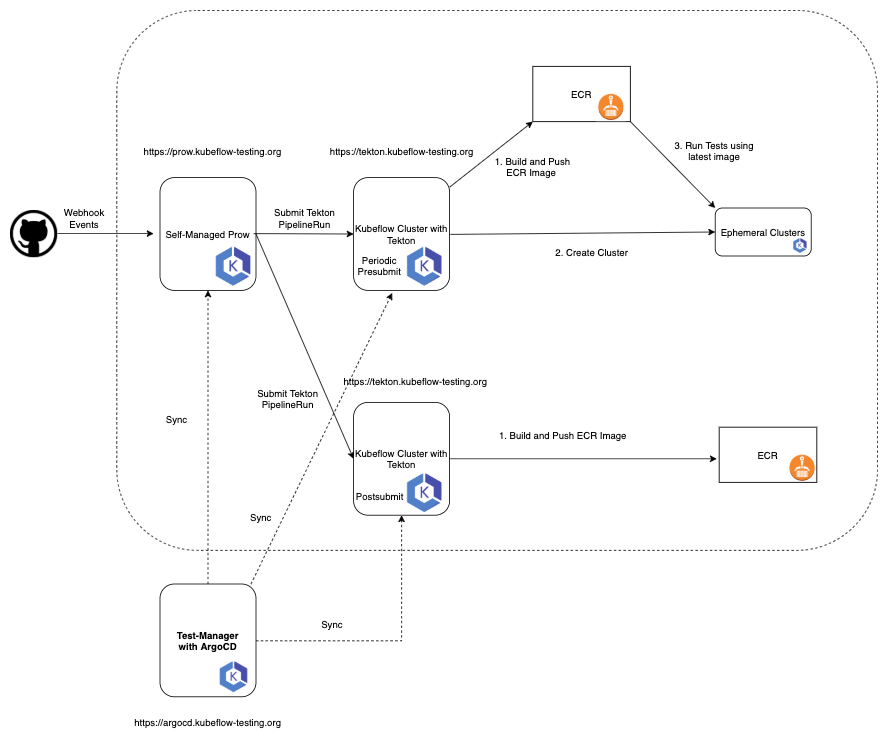 ECR
https://prow.kubeflow-testing.org
https://tekton.kubeflow-testing.org
1. Build and Push
ECR Image
3. Run Tests using
latest image
Webhook
Events
Self-Managed Prow
K
Submit Tekton
PipelineRun
Kubeflow Cluster with
Tekton
Periodic
Presubmit
K
2. Create Cluster
Ephemeral Clusters
K
https://tekton.kubeflow-testing.org
Submit Tekton
PipelineRun
Sync
Kubeflow Cluster with
Tekton
Postsubmit
K
1. Build and Push ECR Image
ECR
Sync
Test-Manager
with ArgoCD
K
Sync
https://argocd.kubeflow-testing.org